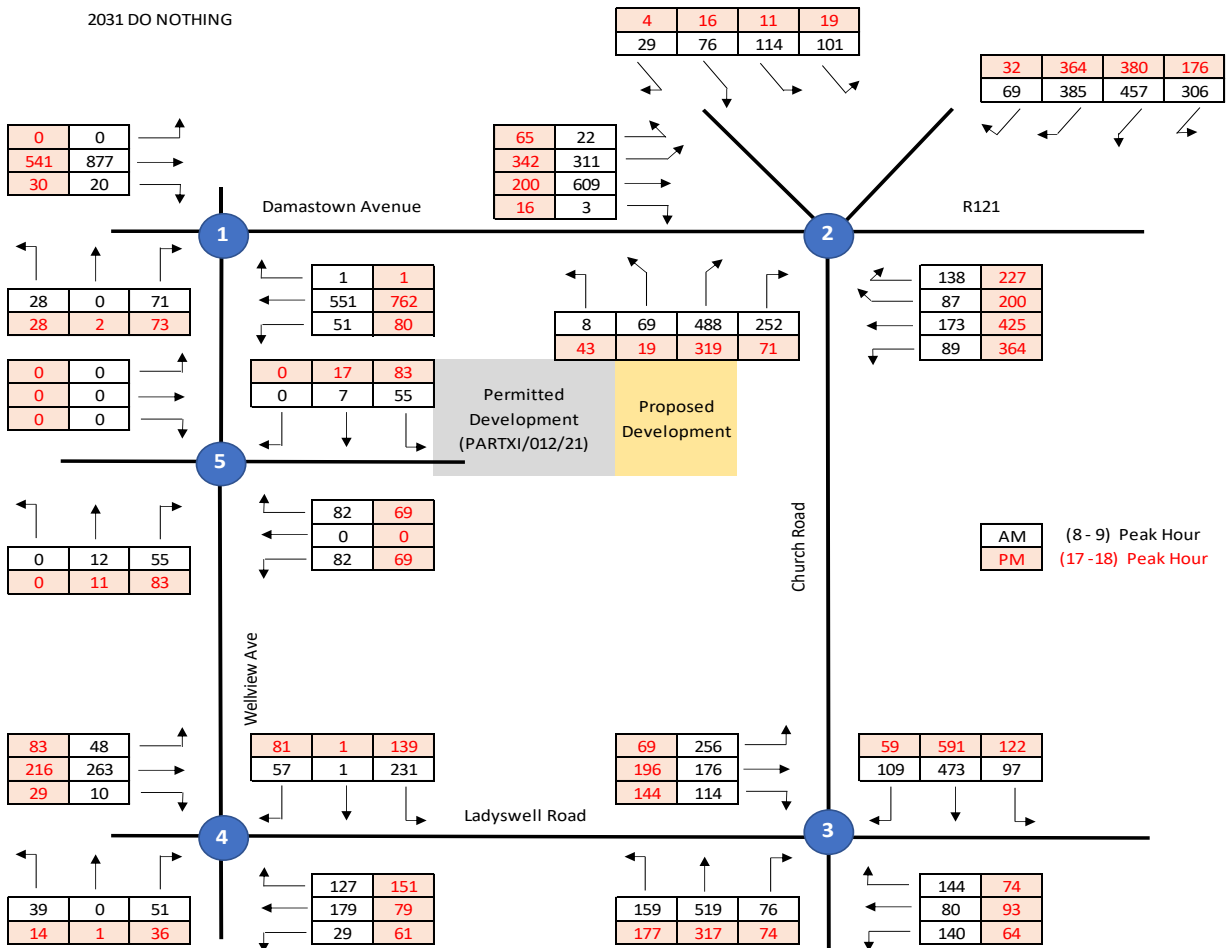 2031 DO NOTHING
4 16 11 19
29 76 114 101
32 364 380 176
69 385 457 306
0 0
541 877
30 20
65 22
342 311
200 609
16 3
Damastown Avenue
R121
1
2
28 0 71
28 2 73
1 1
551 762
51 80
8 69 488 252
43 19 319 71
138 227
87 200
173 425
89 364
0 0
0 0
0 0
0 17 83
0 7 55
Permitted
Development
(PARTXI/012/21)
Proposed
Development
5
0 12 55
0 11 83
82 69
0 0
82 69
Church Road
AM (8 - 9) Peak Hour
PM (17 -18) Peak Hour
Wellview Ave
83 48
216 263
29 10
81 1 139
57 1 231
69 256
196 176
144 114
59 591 122
109 473 97
Ladyswell Road
4
3
39 0 51
14 1 36
127 151
179 79
29 61
159 519 76
177 317 74
144 74
80 93
140 64